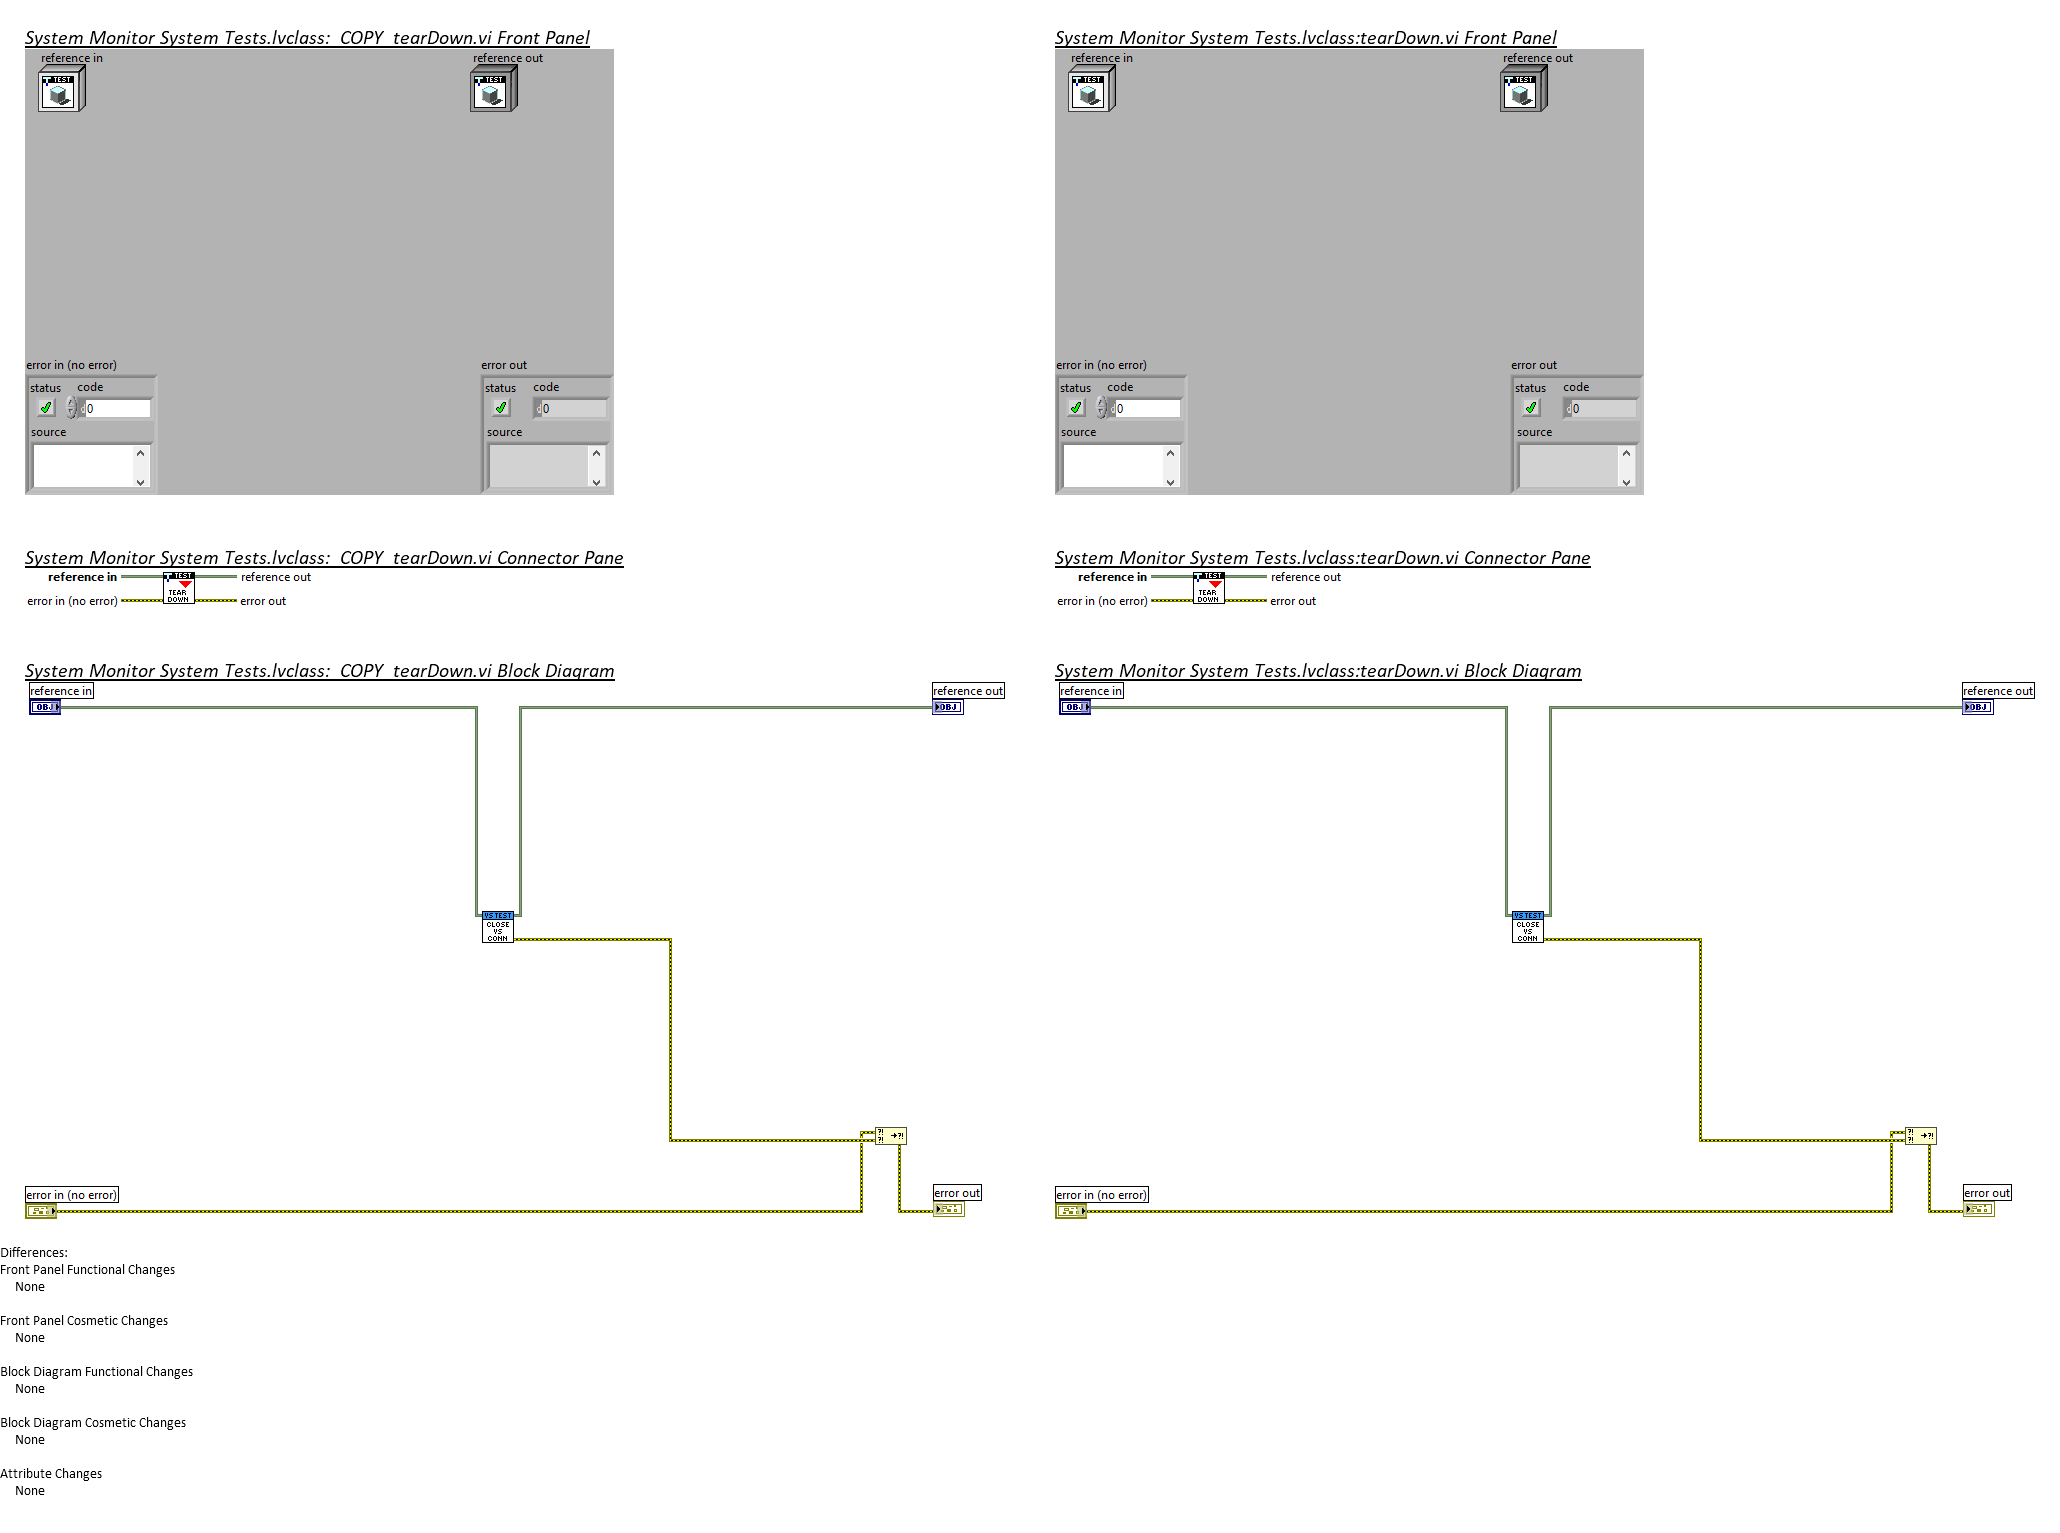 System Monitor System Tests.lvclass:  COPY  tearDown.vi Front Panel
reference in
reference out
TEST
TEST
error in (no error)
status
code
0
source
error out
status
code
0
source
System Monitor System Tests.lvclass:tearDown.vi Front Panel
reference in
reference out
TEST
TEST
error in (no error)
status
code
0
source
error out
status
code
0
source
System Monitor System Tests.lvclass:  COPY  tearDown.vi Connector Pane
reference in
reference out
error in (no error)
error out
TEST
TEAR
DOWN
System Monitor System Tests.lvclass:tearDown.vi Connector Pane
reference in
reference out
error in (no error)
error out
TEST
TEAR
DOWN
System Monitor System Tests.lvclass:  COPY  tearDown.vi Block Diagram
reference in
OBJ
reference out
OBJ
VS TEST
CLOSE
VS
CONN
?!
?!
?!
error in (no error)
error out
System Monitor System Tests.lvclass:tearDown.vi Block Diagram
reference in
OBJ
reference out
OBJ
VS TEST
CLOSE
VS
CONN
?!
?!
?!
error in (no error)
error out
Differences:
Front Panel Functional Changes
None
Front Panel Cosmetic Changes
None
Block Diagram Functional Changes
None
Block Diagram Cosmetic Changes
None
Attribute Changes
None